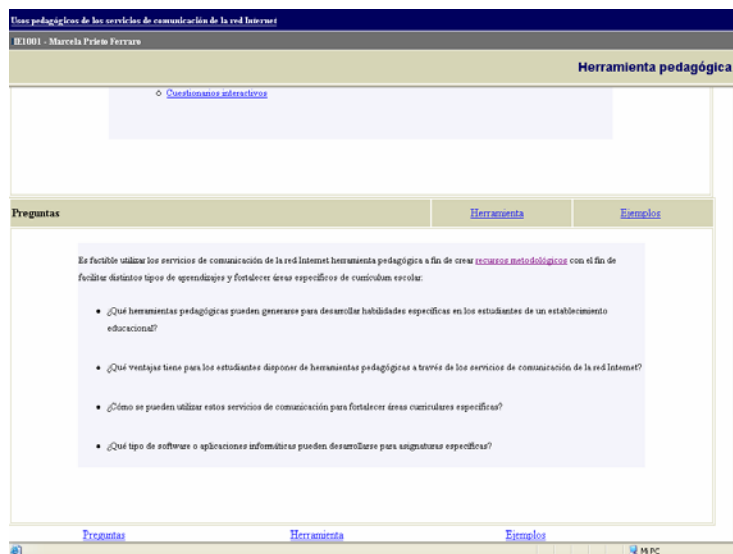 Usos pedagógicos de los servicios de comunicación de la red Internet
IE1001 - Marcela Prieto Ferraro
Herramienta pedagógica
Cuestionarios interactivos
Preguntas Herramienta Ejemplos
Es factible utilizar los servicios de comunicación de la red Internet herramienta pedagógica a fin de crear recursos metodológicos con el fin de
facilitar distintos tipos de aprendizajes y fortalecer áreas específicos de currículum escolar:
¿Qué herramientas pedagógicas pueden generarse para desarrollar habilidades específicas en los estudiantes de un establecimiento
educacional?
¿Qué ventajas tiene para los estudiantes disponer de herramientas pedagógicas a través de los servicios de comunicación de la red Internet?
¿Cómo se pueden utilizar estos servicios de comunicación para fortalecer áreas curriculares específicas?
¿Qué tipo de software o aplicaciones informáticas pueden desarrollarse para asignaturas específicas?
Preguntas Herramienta Ejemplos
Mi PC